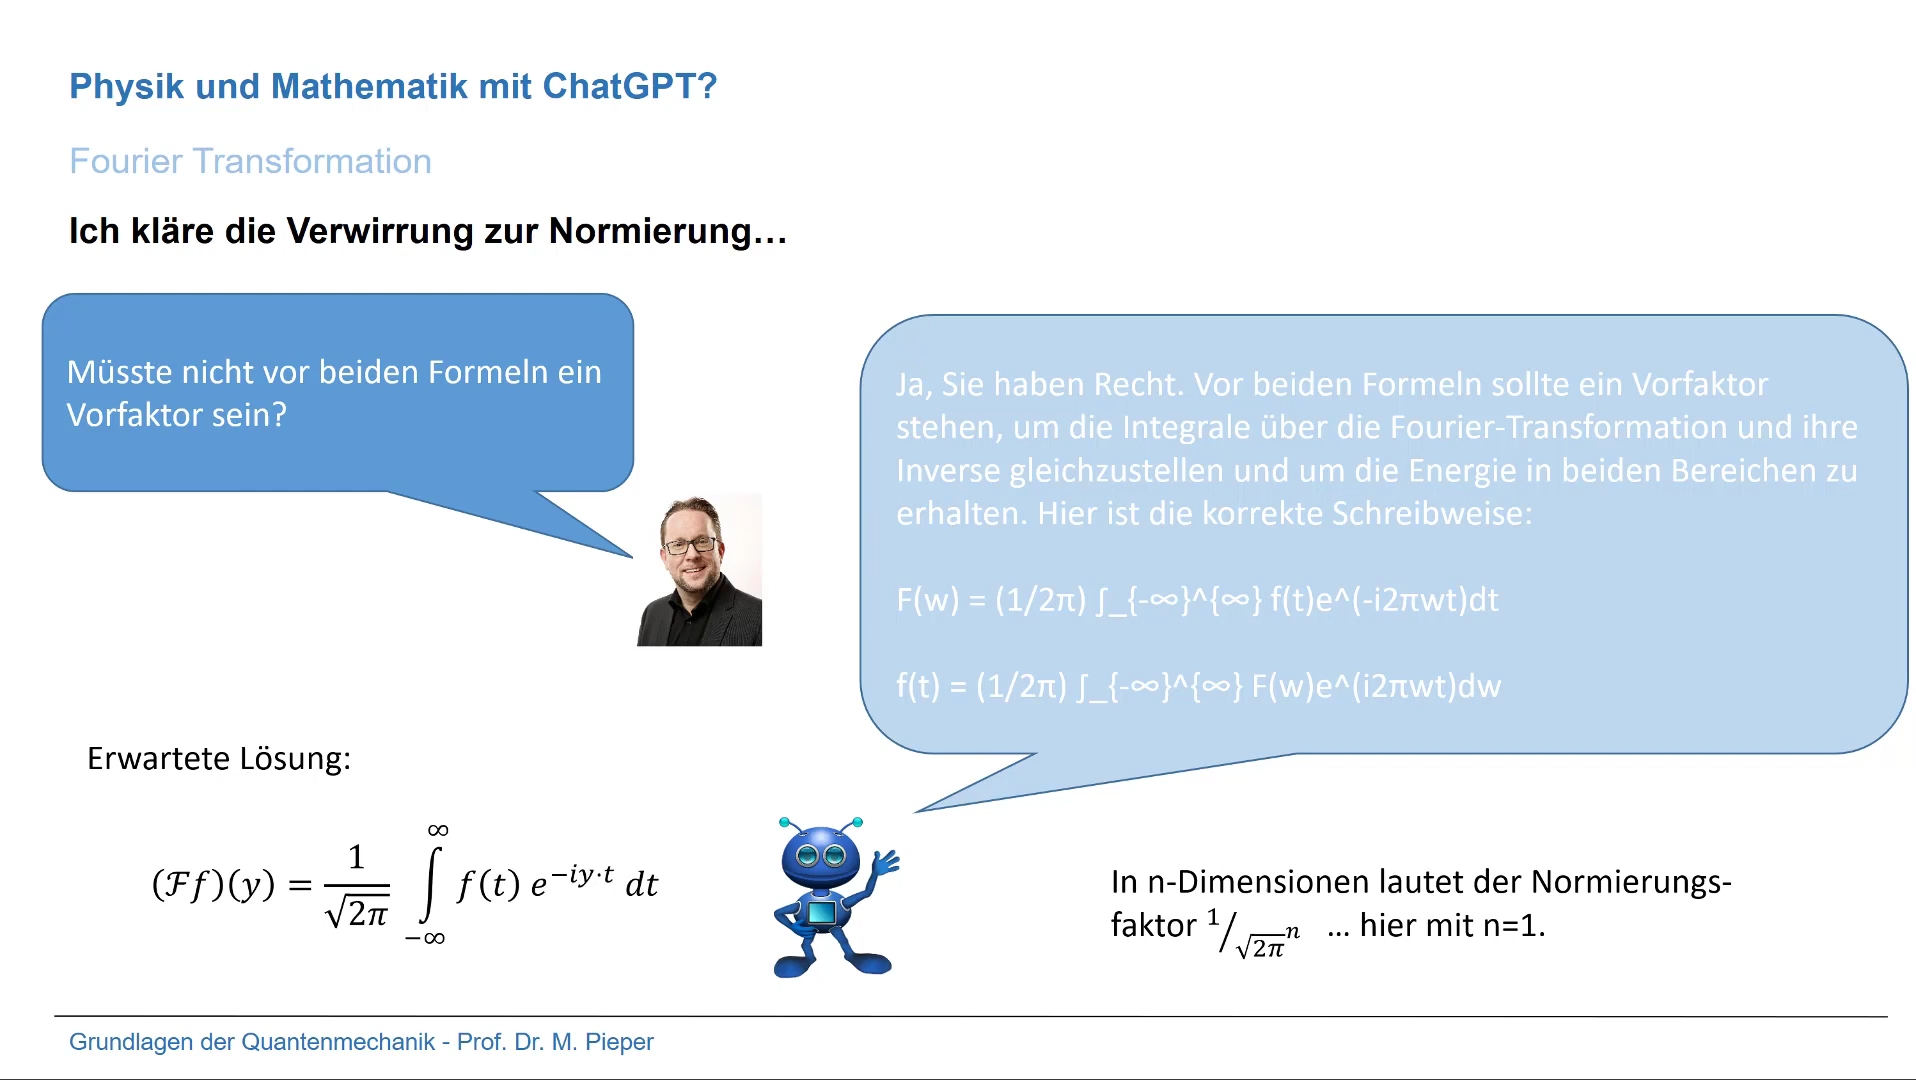 Physik und Mathematik mit ChatGPT?
Fourier Transformation
Ich kläre die Verwirrung zur Normierung…
Müsste nicht vor beiden Formeln ein
Vorfaktor sein?
Ja, Sie haben Recht. Vor beiden Formeln sollte ein Vorfaktor
stehen, um die Integrale über die Fourier-Transformation und ihre
Inverse gleichzustellen und um die Energie in beiden Bereichen zu
erhalten. Hier ist die korrekte Schreibweise:
F(w) = (1/2π) ∫_{-∞}^{∞} f(t)e^(-i2πwt)dt
f(t) = (1/2π) ∫_{-∞}^{∞} F(w)e^(i2πwt)dw
Erwartete Lösung:
(ℱf)(y) = 1/√2π ∫_{−∞}^{∞} f(t) e^{−iy·t} dt
In n-Dimensionen lautet der Normierungs-
faktor 1/√2π^n … hier mit n=1.
Grundlagen der Quantenmechanik - Prof. Dr. M. Pieper